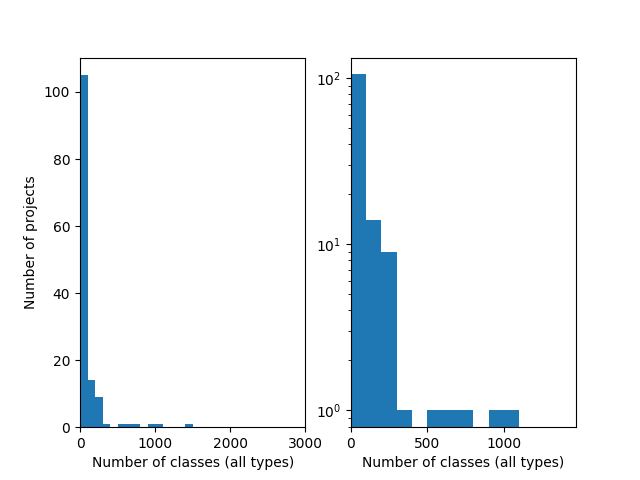 Number of projects
100
80
60
40
20
0
0 1000 2000 3000
Number of classes (all types)
10²
10¹
10⁰
0 500 1000
Number of classes (all types)